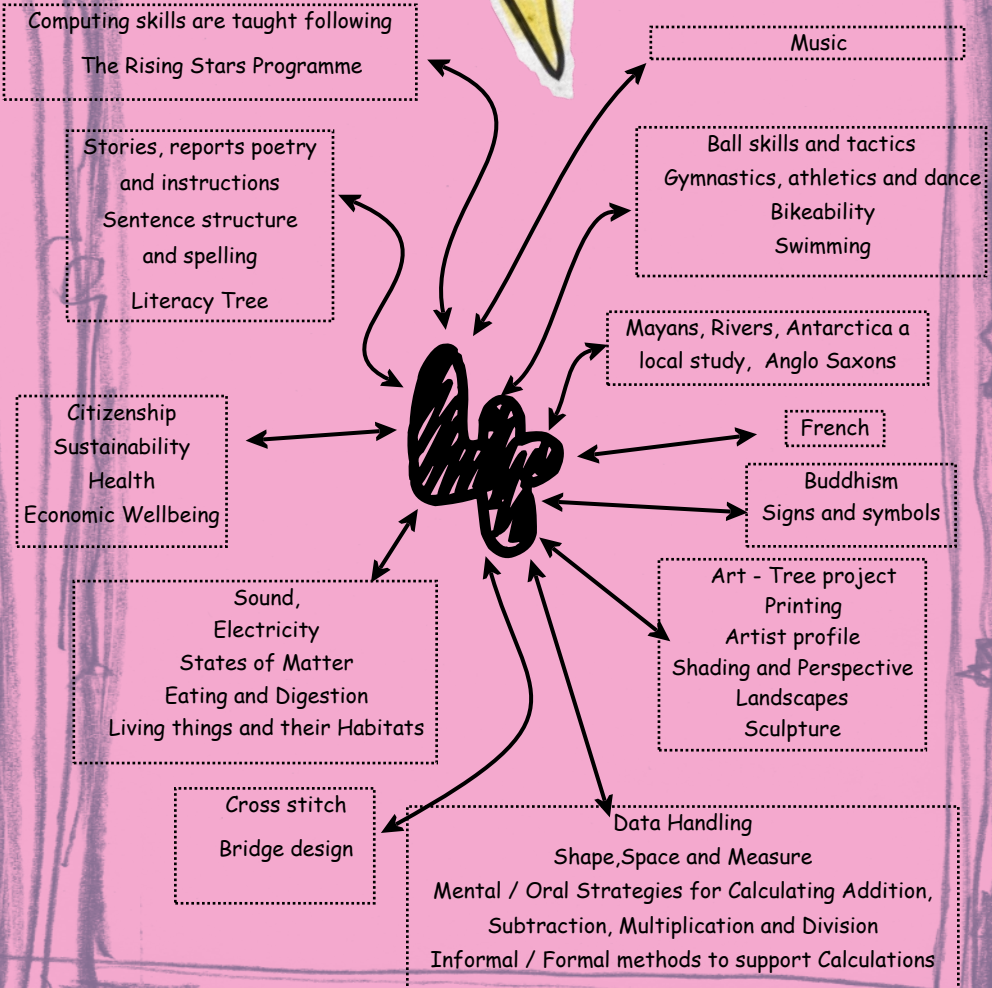 Computing skills are taught following
The Rising Stars Programme
Music
Stories, reports poetry
and instructions
Sentence structure
and spelling
Literacy Tree
Ball skills and tactics
Gymnastics, athletics and dance
Bikeability
Swimming
Mayans, Rivers, Antarctica a
local study, Anglo Saxons
4
Citizenship
Sustainability
Health
Economic Wellbeing
French
Buddhism
Signs and symbols
Sound,
Electricity
States of Matter
Eating and Digestion
Living things and their Habitats
Art - Tree project
Printing
Artist profile
Shading and Perspective
Landscapes
Sculpture
Cross stitch
Bridge design
Data Handling
Shape,Space and Measure
Mental / Oral Strategies for Calculating Addition,
Subtraction, Multiplication and Division
Informal / Formal methods to support Calculations